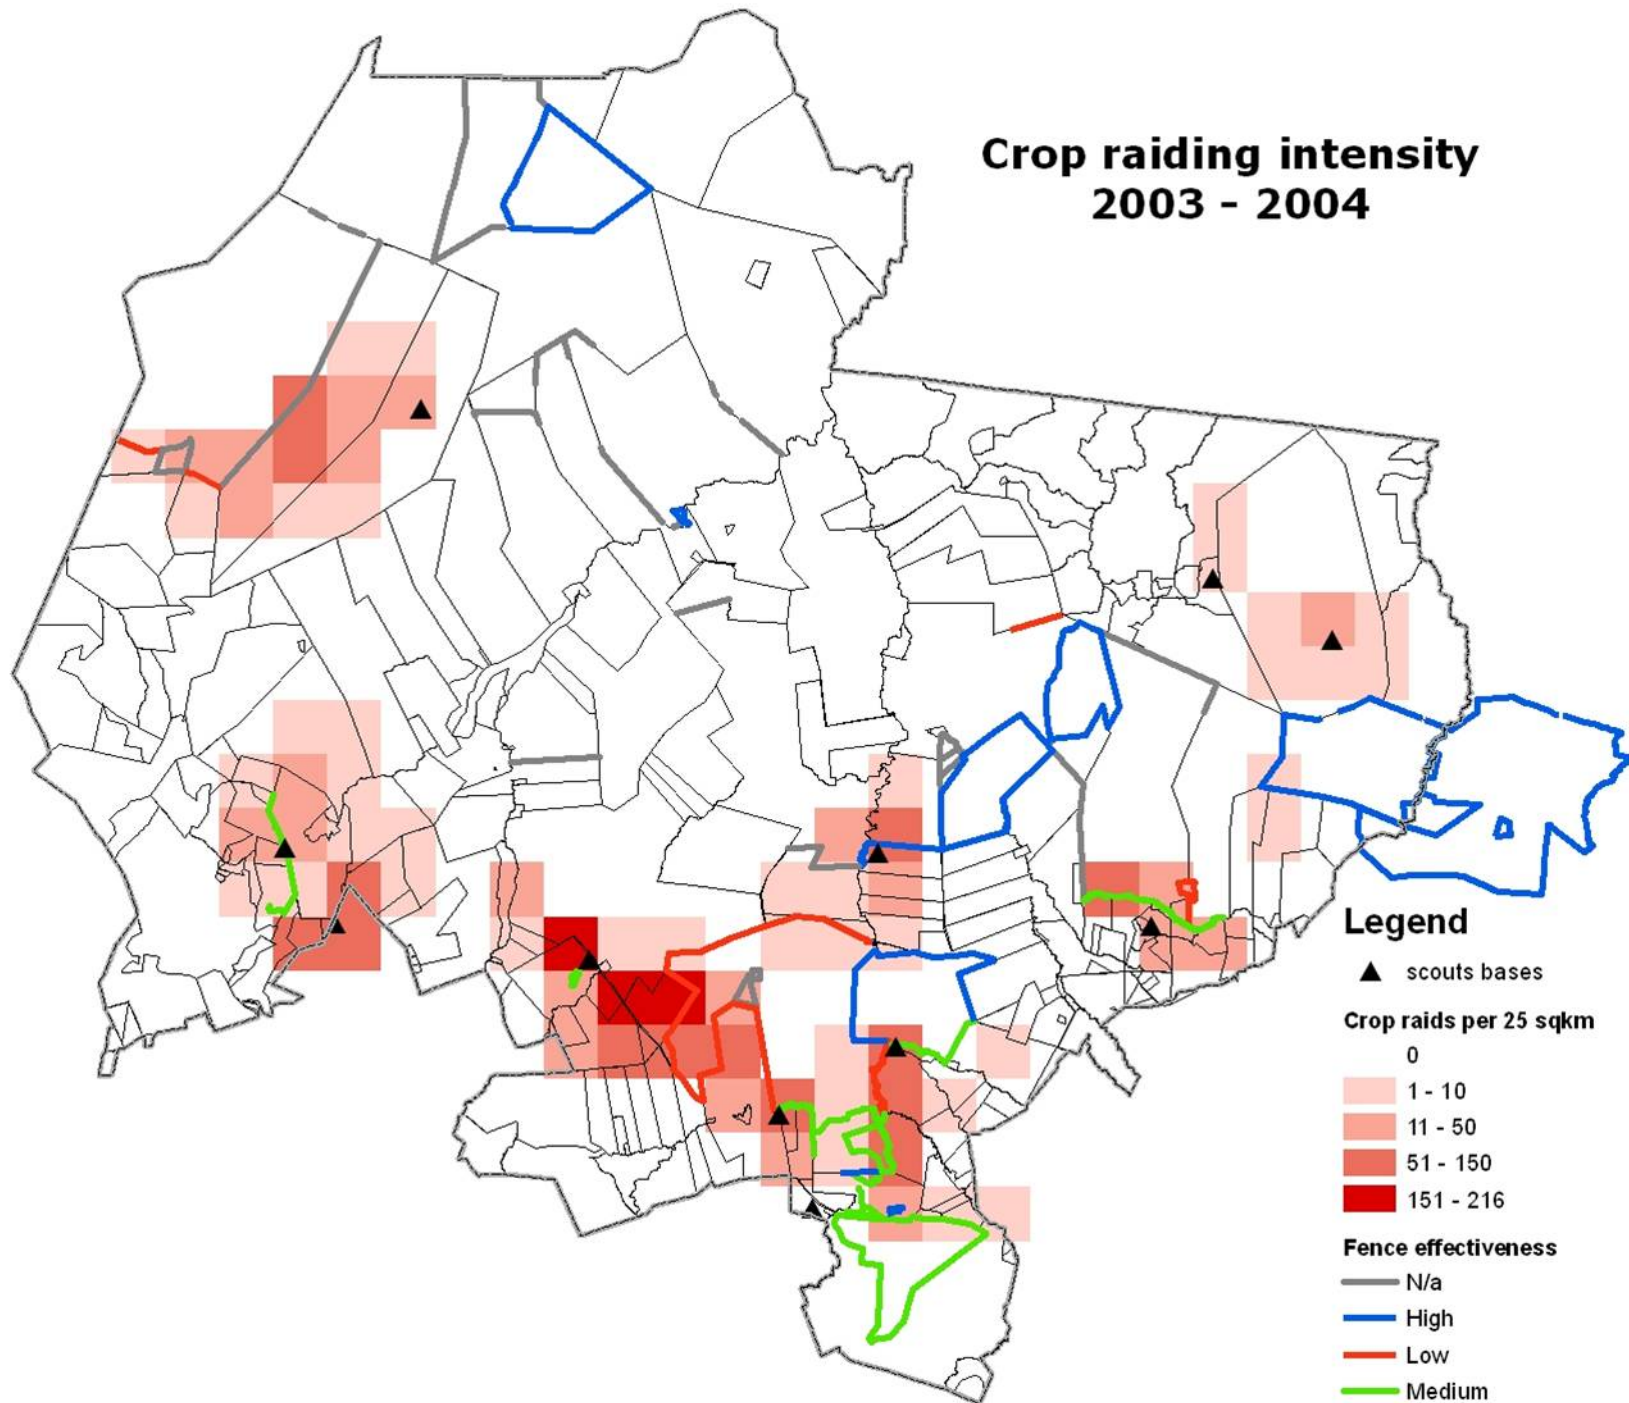 Crop raiding intensity
2003 - 2004
Legend
scouts bases
Crop raids per 25 sqkm
0
1 - 10
11 - 50
51 - 150
151 - 216
Fence effectiveness
N/a
High
Low
Medium